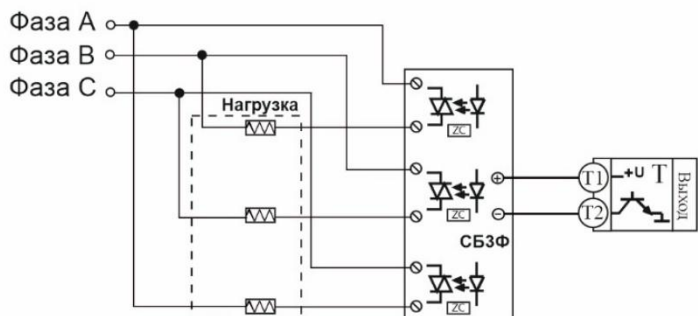 Фаза А
Фаза В
Фаза С
Нагрузка
ZC
ZC
ZC
СБ3Ф
T1
T2
+U
T
Выход